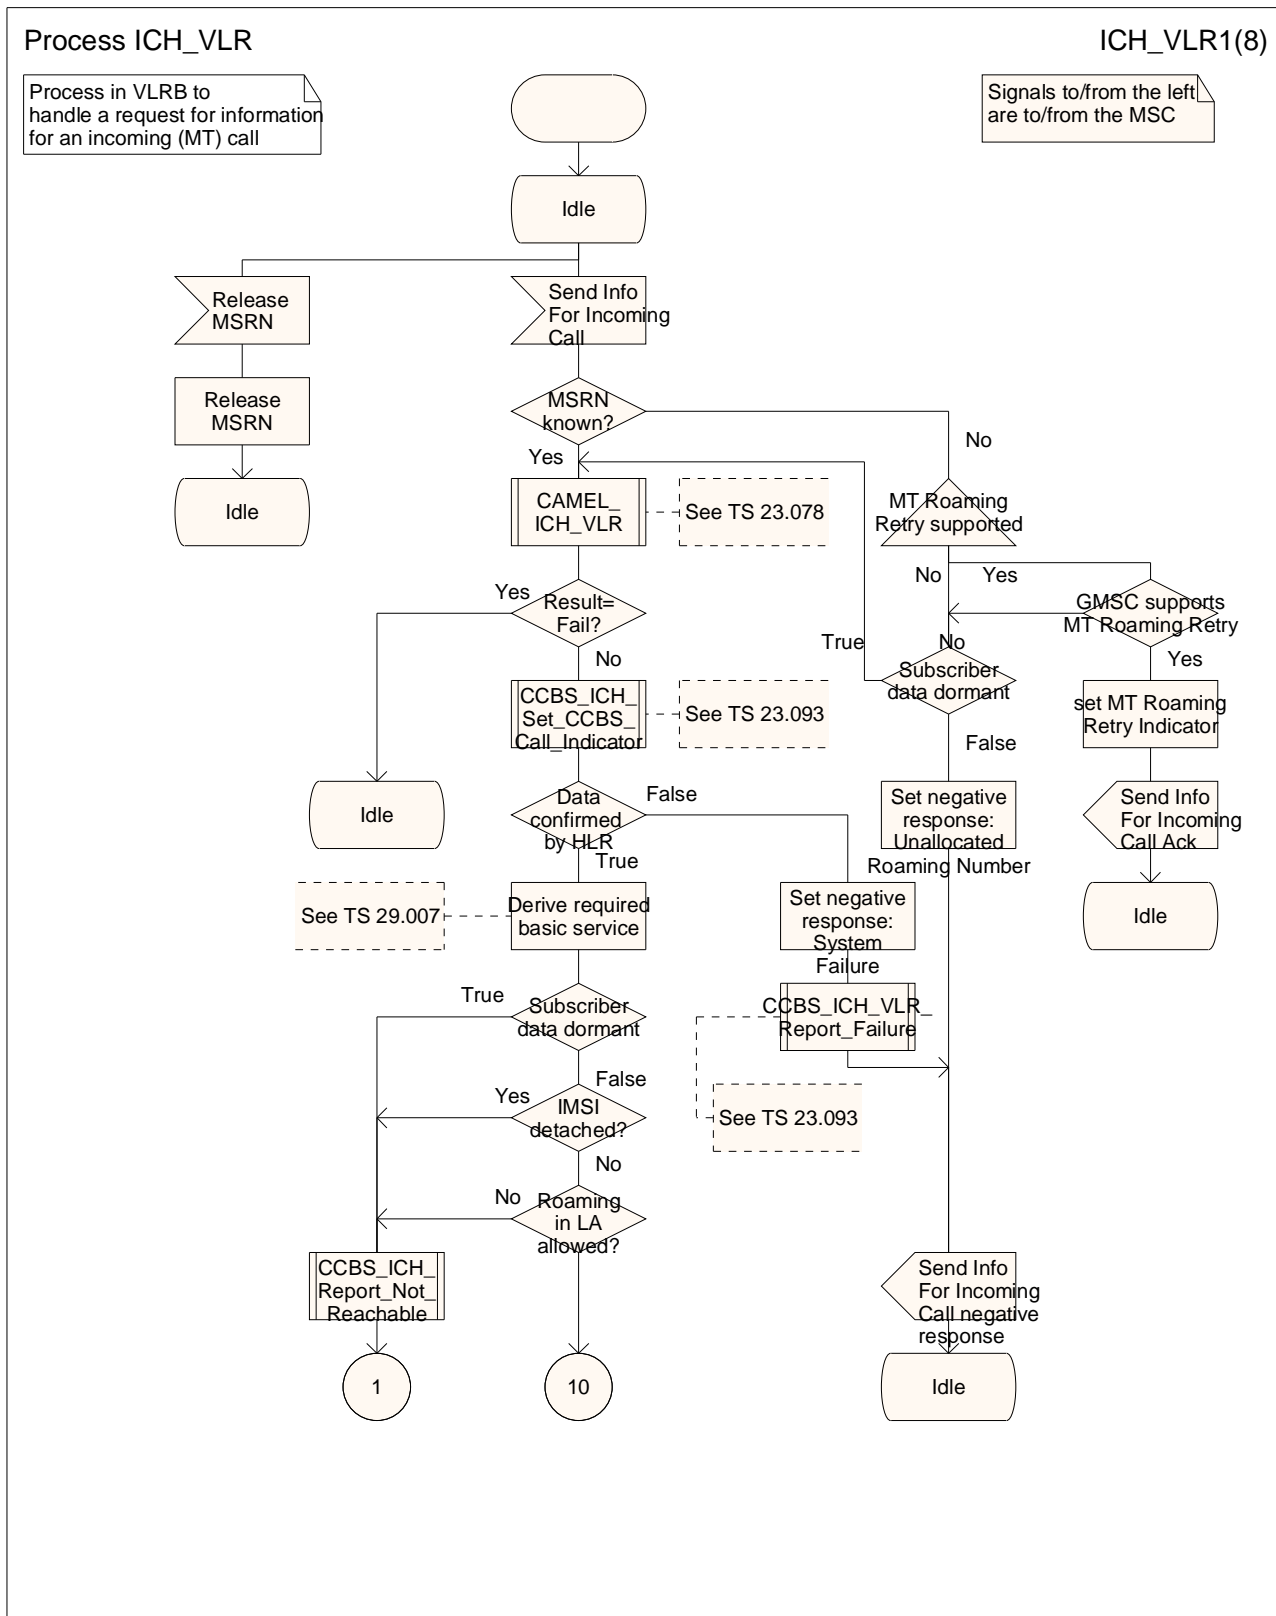 Process ICH_VLR
ICH_VLR1(8)
Process in VLRB to
handle a request for information
for an incoming (MT) call
Signals to/from the left
are to/from the MSC
Idle
Release
MSRN
Send Info
For Incoming
Call
Release
MSRN
MSRN
known?
No
Yes
Idle
CAMEL_
ICH_VLR
See TS 23.078
MT Roaming
Retry supported
No
Yes
Yes
Result=
Fail?
GMSC supports
MT Roaming Retry
No
True
No
Yes
Subscriber
data dormant
CCBS_ICH_
Set_CCBS_
Call_Indicator
See TS 23.093
set MT Roaming
Retry Indicator
False
Idle
Data
confirmed
by HLR
False
True
Set negative
response:
Unallocated
Roaming Number
Send Info
For Incoming
Call Ack
See TS 29.007
Derive required
basic service
Set negative
response:
System
Failure
Idle
True
Subscriber
data dormant
CCBS_ICH_VLR_
Report_Failure
False
Yes
IMSI
detached?
See TS 23.093
No
No
Roaming
in LA
allowed?
CCBS_ICH_
Report_Not_
Reachable
Send Info
For Incoming
Call negative
response
1
10
Idle